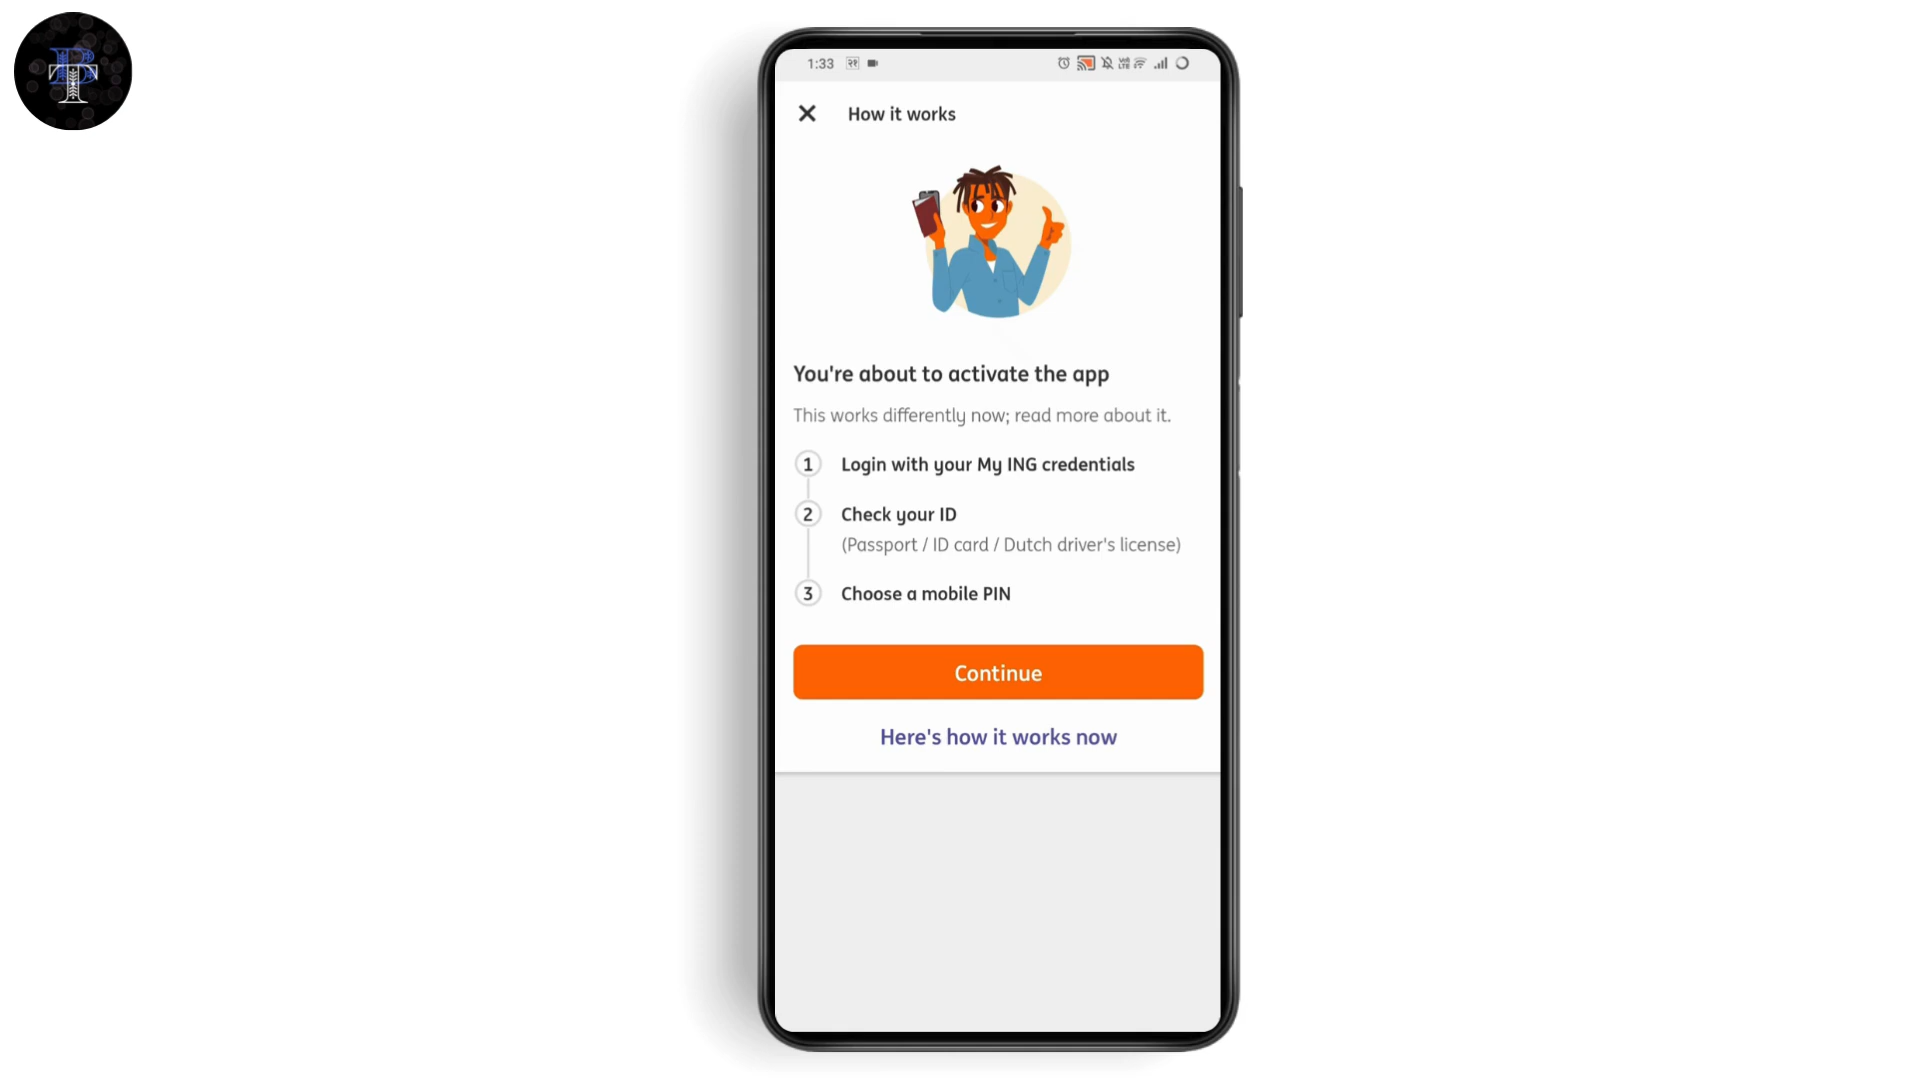 1:33 २१
How it works
You're about to activate the app
This works differently now; read more about it.
1 Login with your My ING credentials
2 Check your ID
(Passport / ID card / Dutch driver's license)
3 Choose a mobile PIN
Continue
Here's how it works now